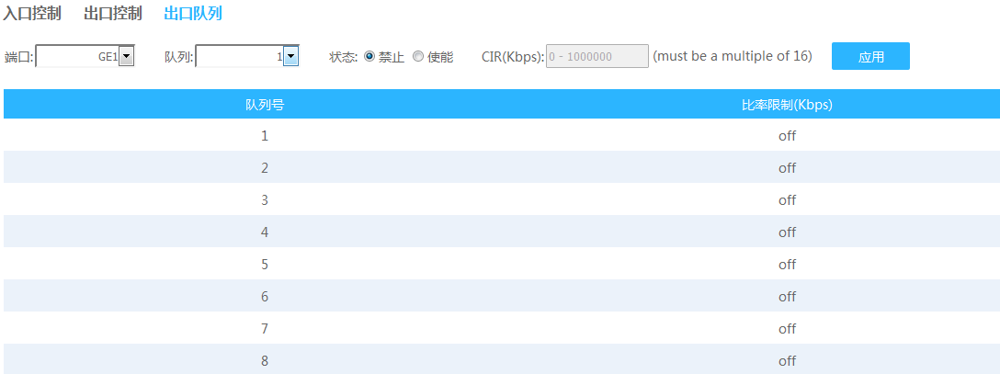 入口控制 出口控制 出口队列
端口: GE1 队列: 1 状态: 禁止 使能 CIR(Kbps): 0 - 1000000 (must be a multiple of 16) 应用
队列号 比率限制(Kbps)
1 off
2 off
3 off
4 off
5 off
6 off
7 off
8 off